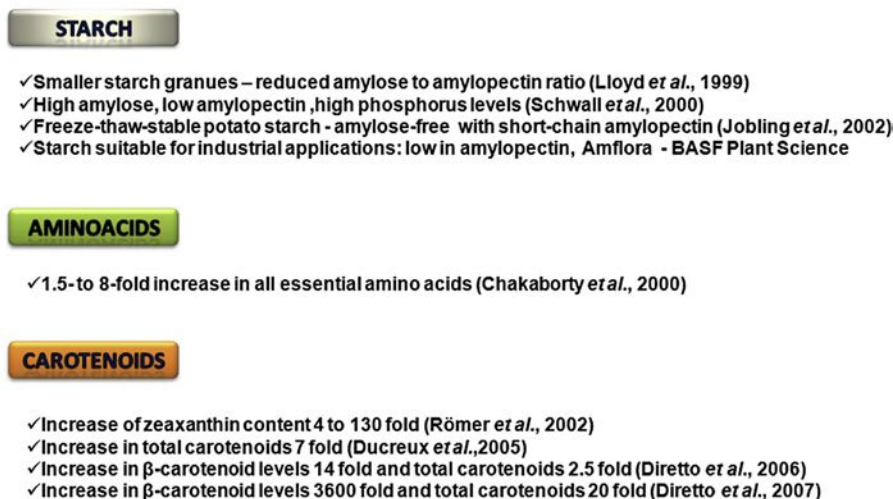 STARCH
✓Smaller starch granues – reduced amylose to amylopectin ratio (Lloyd et al., 1999)
✓High amylose, low amylopectin ,high phosphorus levels (Schwall et al., 2000)
✓Freeze-thaw-stable potato starch - amylose-free with short-chain amylopectin (Jobling et al., 2002)
✓Starch suitable for industrial applications: low in amylopectin, Amflora - BASF Plant Science
AMINOACIDS
✓1.5- to 8-fold increase in all essential amino acids (Chakaborty et al., 2000)
CAROTENOIDS
✓Increase of zeaxanthin content 4 to 130 fold (Römer et al., 2002)
✓Increase in total carotenoids 7 fold (Ducreux et al.,2005)
✓Increase in β-carotenoid levels 14 fold and total carotenoids 2.5 fold (Diretto et al., 2006)
✓Increase in β-carotenoid levels 3600 fold and total carotenoids 20 fold (Diretto et al., 2007)